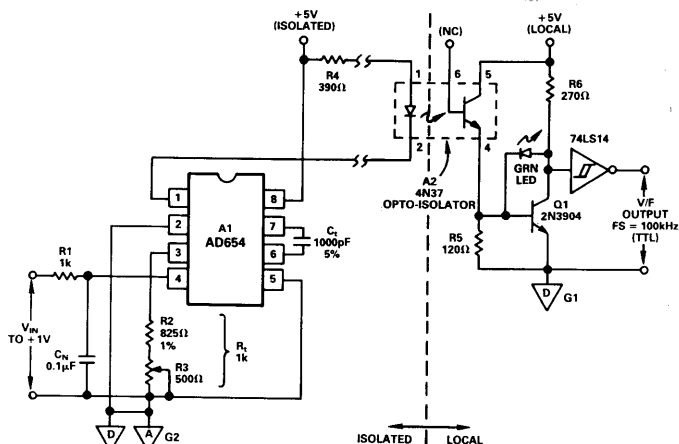 +5V
(ISOLATED)
R4
390Ω
(NC)
+5V
(LOCAL)
1
6
5
2
4
R6
270Ω
74LS14
GRN
LED
A2
4N37
OPTO-ISOLATOR
Q1
2N3904
R5
120Ω
V/F
OUTPUT
FS = 100kHz
(TTL)
D
G1
1
2
3
4
A1
AD654
8
7
6
5
Ct
1000pF
5%
R1
1k
VIN
TO +1V
CN
0.1μF
R2
825Ω
1%
R3
500Ω
Rt
1k
D
A
G2
ISOLATED
LOCAL